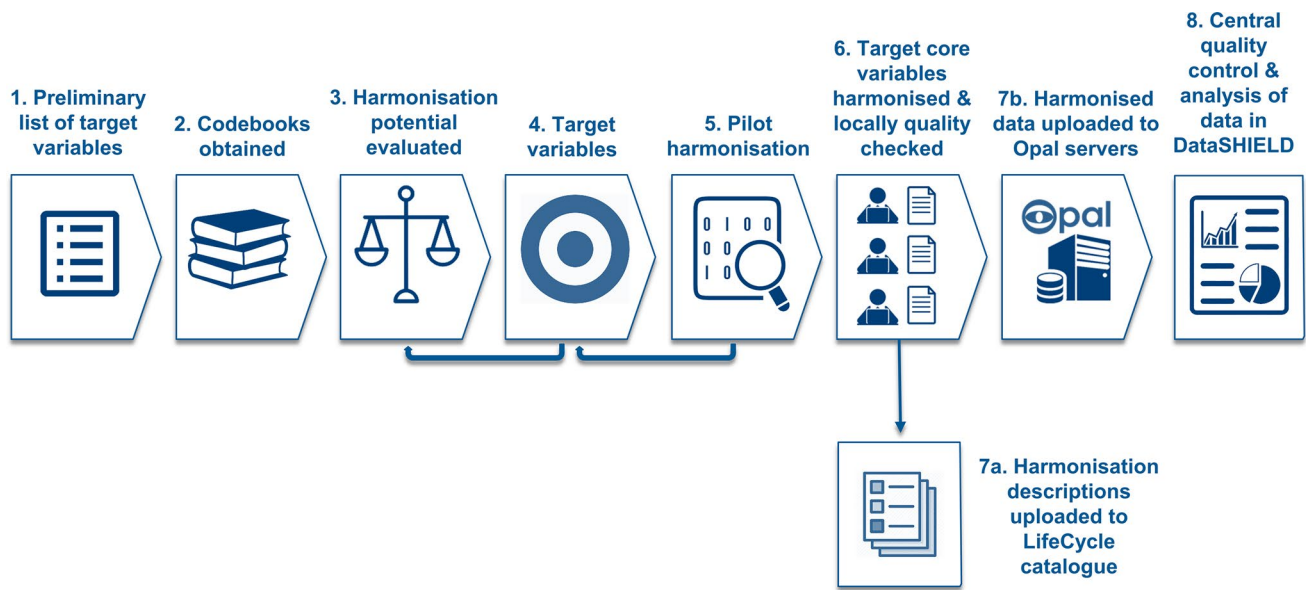 1. Preliminary
list of target
variables
2. Codebooks
obtained
3. Harmonisation
potential
evaluated
4. Target
variables
5. Pilot
harmonisation
6. Target core
variables
harmonised &
locally quality
checked
7b. Harmonised
data uploaded to
Opal servers
8. Central
quality
control &
analysis of
data in
DataSHIELD
0 1 0 0
0 0
1 0
Opal
7a. Harmonisation
descriptions
uploaded to
LifeCycle
catalogue